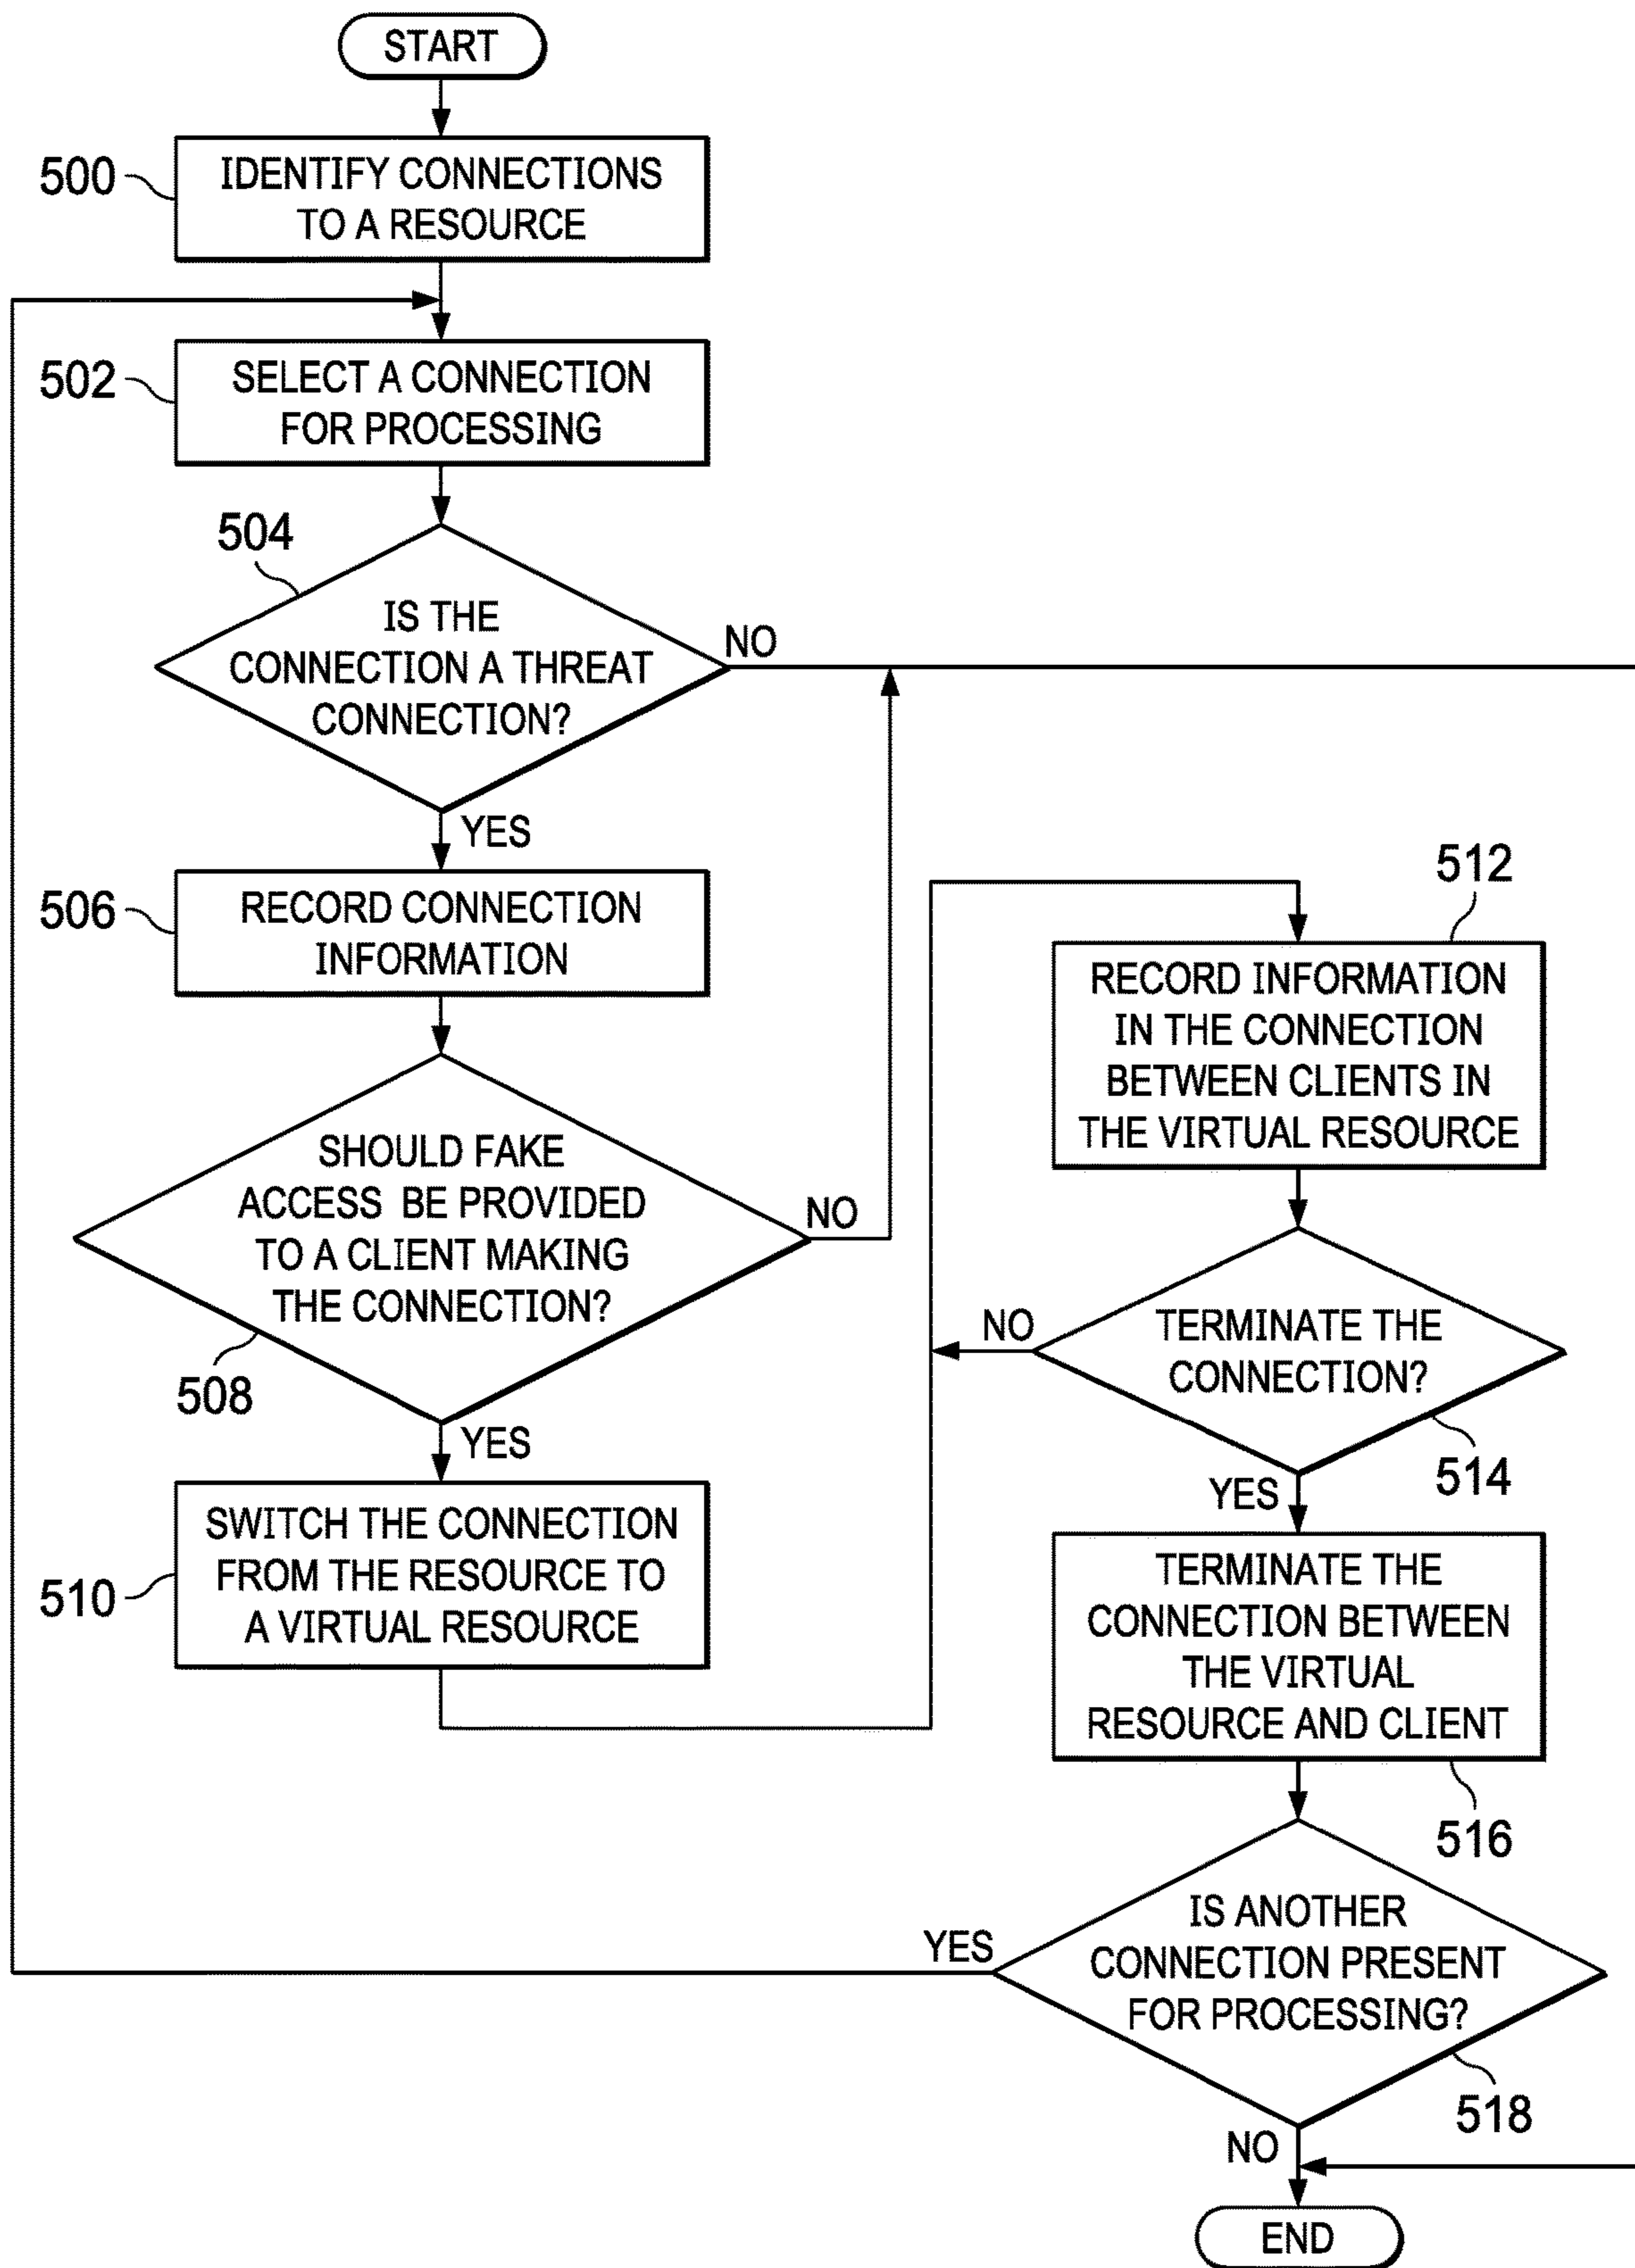 START
500
IDENTIFY CONNECTIONS
TO A RESOURCE
502
SELECT A CONNECTION
FOR PROCESSING
504
IS THE
CONNECTION A THREAT
CONNECTION?
NO
YES
506
RECORD CONNECTION
INFORMATION
SHOULD FAKE
ACCESS BE PROVIDED
TO A CLIENT MAKING
THE CONNECTION?
NO
508
YES
510
SWITCH THE CONNECTION
FROM THE RESOURCE TO
A VIRTUAL RESOURCE
512
RECORD INFORMATION
IN THE CONNECTION
BETWEEN CLIENTS IN
THE VIRTUAL RESOURCE
NO
TERMINATE THE
CONNECTION?
514
YES
TERMINATE THE
CONNECTION BETWEEN
THE VIRTUAL
RESOURCE AND CLIENT
516
YES
IS ANOTHER
CONNECTION PRESENT
FOR PROCESSING?
518
NO
END